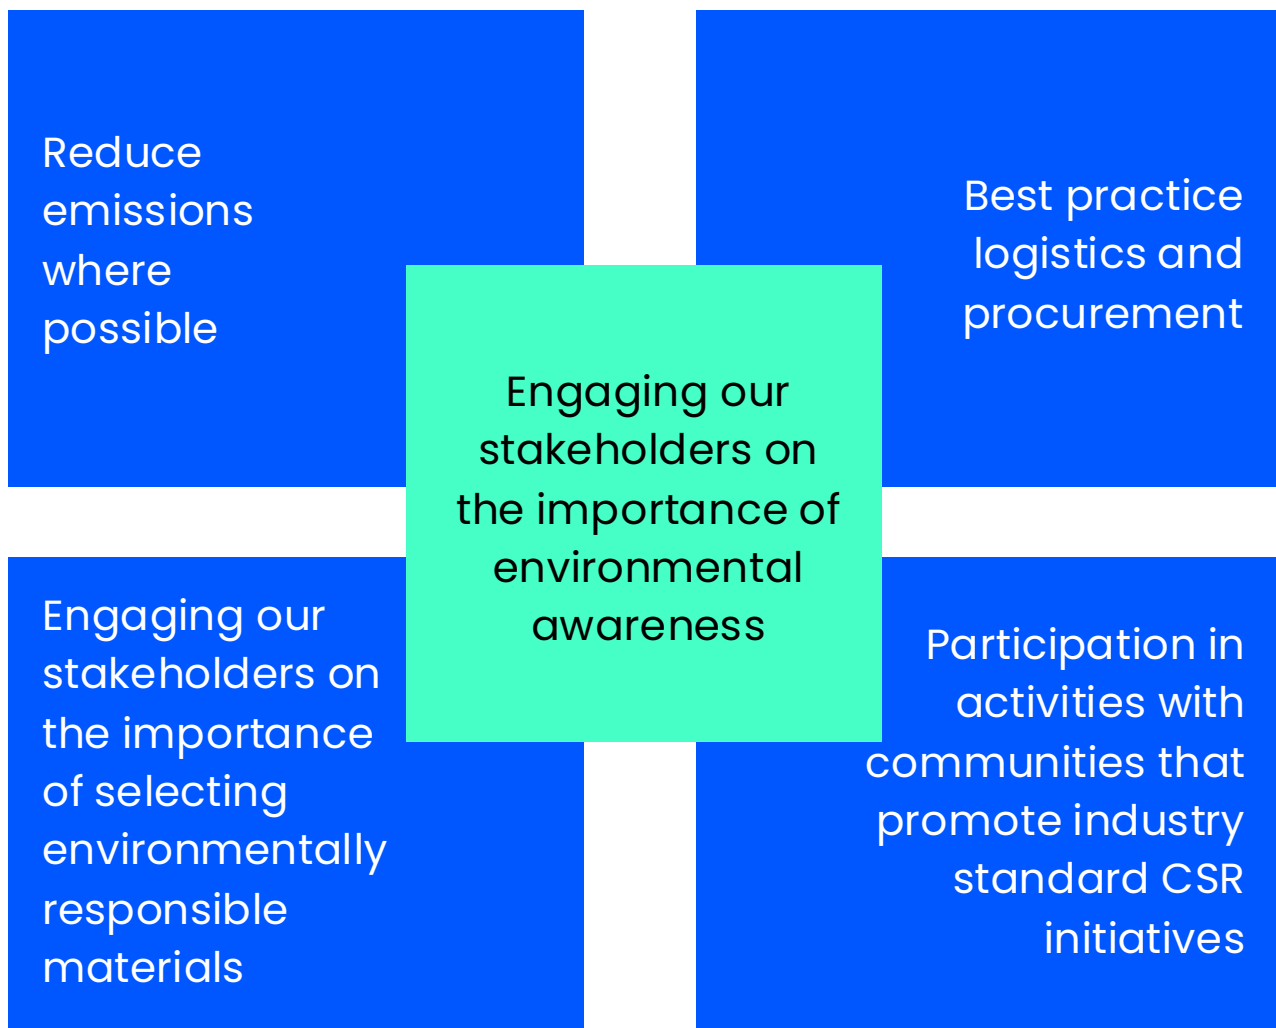 Reduce
emissions
where
possible
Best practice
logistics and
procurement
Engaging our
stakeholders on
the importance of
environmental
awareness
Engaging our
stakeholders on
the importance
of selecting
environmentally
responsible
materials
Participation in
activities with
communities that
promote industry
standard CSR
initiatives